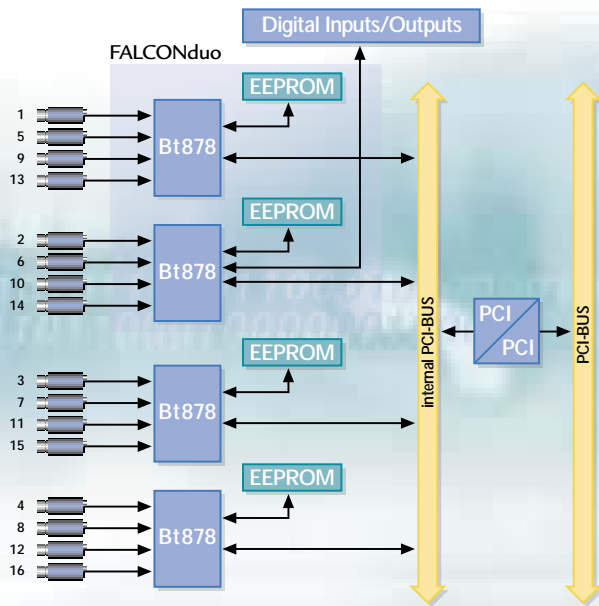 Digital Inputs/Outputs
FALCONduo
EEPROM
1
5
9
13
Bt878
EEPROM
2
6
10
14
Bt878
internal PCI-BUS
PCI
PCI
PCI-BUS
EEPROM
3
7
11
15
Bt878
EEPROM
4
8
12
16
Bt878